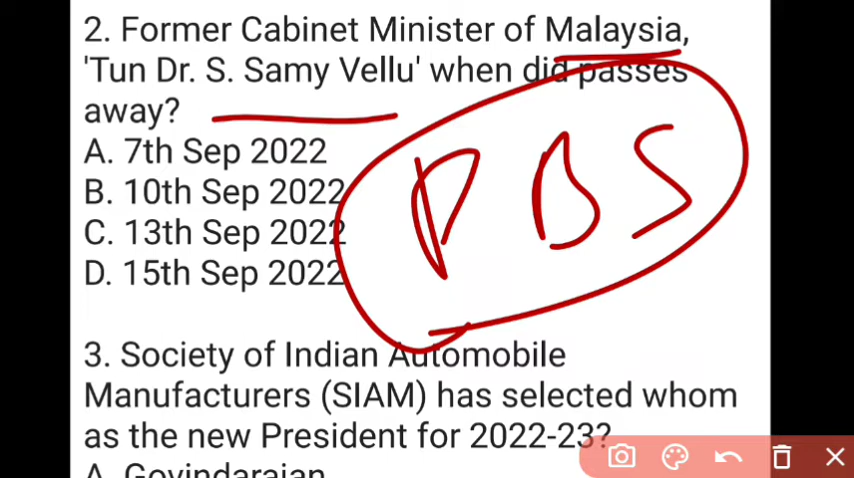 2. Former Cabinet Minister of Malaysia,
'Tun Dr. S. Samy Vellu' when did passes
away?
A. 7th Sep 2022
B. 10th Sep 2022
C. 13th Sep 2022
D. 15th Sep 2022
PBS
3. Society of Indian Automobile
Manufacturers (SIAM) has selected whom
as the new President for 2022-23?
A. Govindarajan